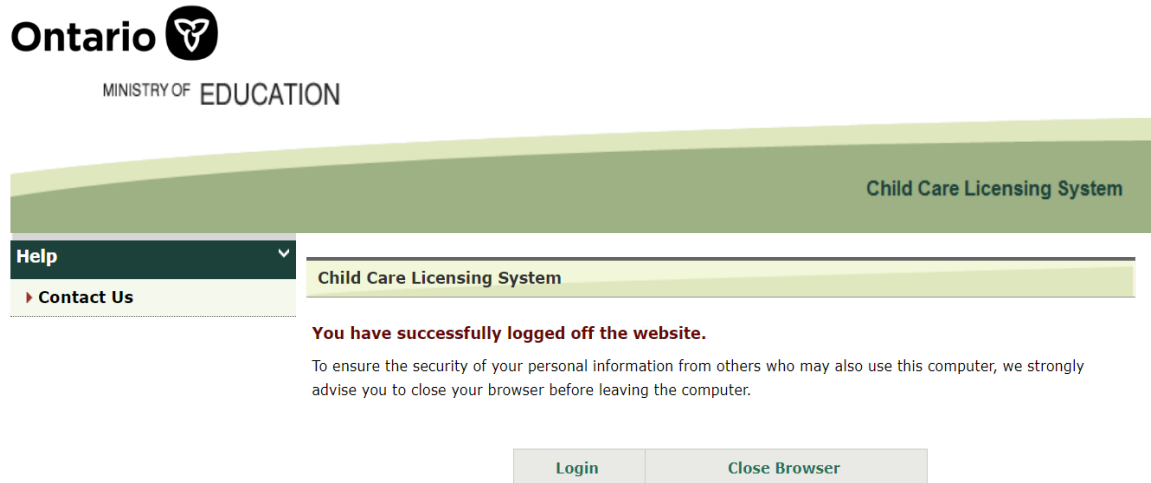 Ontario
MINISTRY OF EDUCATION
Child Care Licensing System
Help
Contact Us
Child Care Licensing System
You have successfully logged off the website.
To ensure the security of your personal information from others who may also use this computer, we strongly
advise you to close your browser before leaving the computer.
Login Close Browser